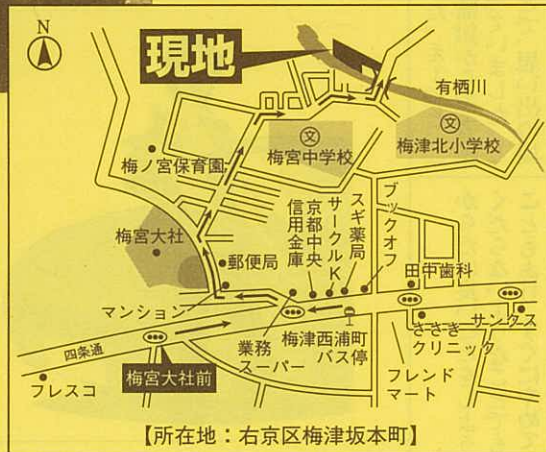 N
現地
有栖川
文
梅宮中学校
文
梅津北小学校
梅ノ宮保育園
梅宮大社
郵便局
マンション
信用金庫
京都中央
サークルK
スギ薬局
ブックオフ
田中歯科
業務
スーパー
梅津西浦町
バス停
ささき
クリニック
サンクス
フレンド
マート
四条通
梅宮大社前
フレスコ
【所在地:右京区梅津坂本町】